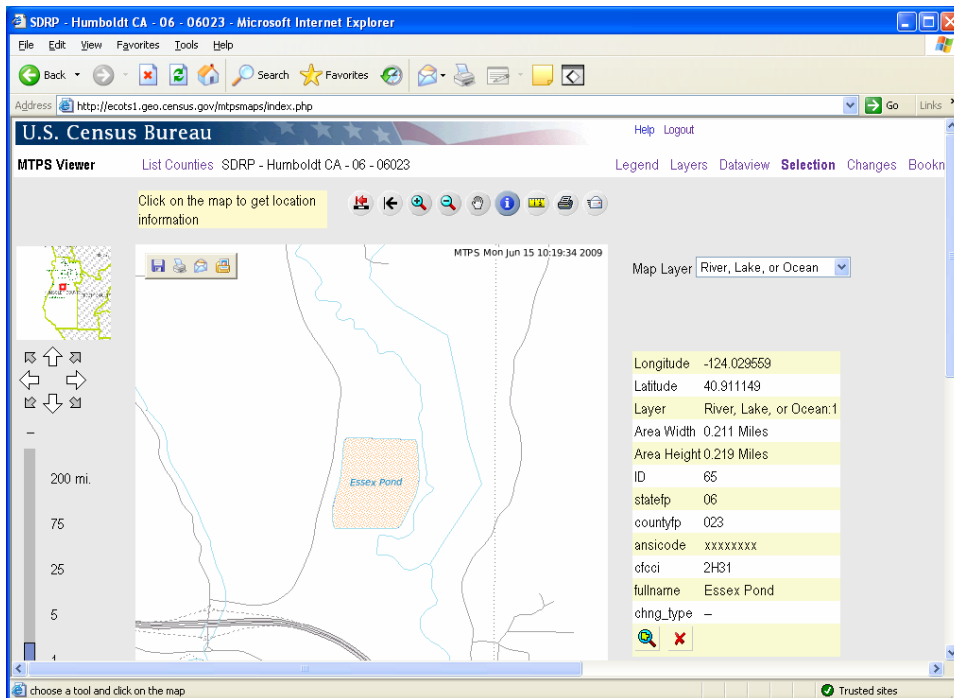 SDRP - Humboldt CA - 06 - 06023 - Microsoft Internet Explorer
File Edit View Favorites Tools Help
Back Search Favorites
Address http://ecots1.geo.census.gov/mtpsmaps/index.php Go Links
U.S. Census Bureau
Help Logout
MTPS Viewer List Counties SDRP - Humboldt CA - 06 - 06023 Legend Layers Dataview Selection Changes Bookn
Click on the map to get location
information
MTPS Mon Jun 15 10:19:34 2009
Map Layer River, Lake, or Ocean
Longitude -124.029559
Latitude 40.911149
Layer River, Lake, or Ocean:1
Area Width 0.211 Miles
Area Height 0.219 Miles
ID 65
statefp 06
countyfp 023
ansicode xxxxxxxx
cfcci 2H31
fullname Essex Pond
chng_type –
Essex Pond
200 mi.
75
25
5
1
choose a tool and click on the map
Trusted sites